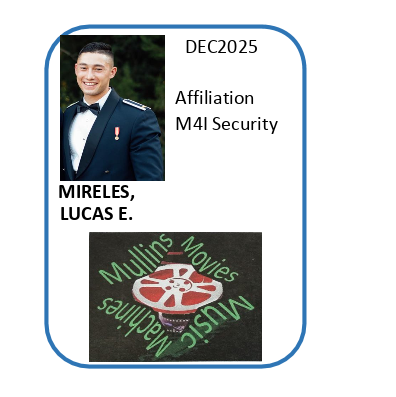 DEC2025
Affiliation
M4I Security
MIRELES,
LUCAS E.
Mullins Movies
Machines Music